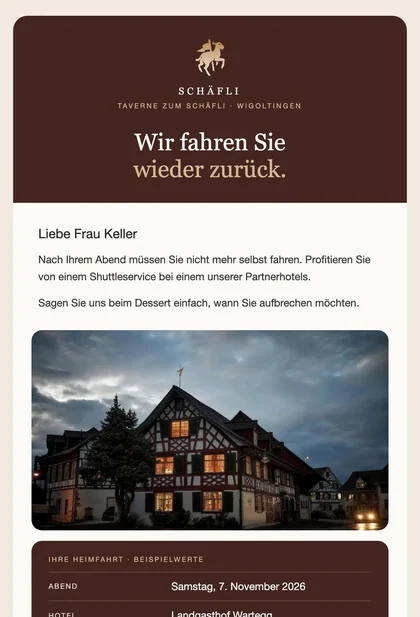 SCHÄFLI
TAVERNE ZUM SCHÄFLI · WIGOLTINGEN
Wir fahren Sie
wieder zurück.
Liebe Frau Keller
Nach Ihrem Abend müssen Sie nicht mehr selbst fahren. Profitieren Sie
von einem Shuttleservice bei einem unserer Partnerhotels.
Sagen Sie uns beim Dessert einfach, wann Sie aufbrechen möchten.
IHRE HEIMFAHRT · BEISPIELWERTE
ABEND Samstag, 7. November 2026
HOTEL Landgasthof Wartegg